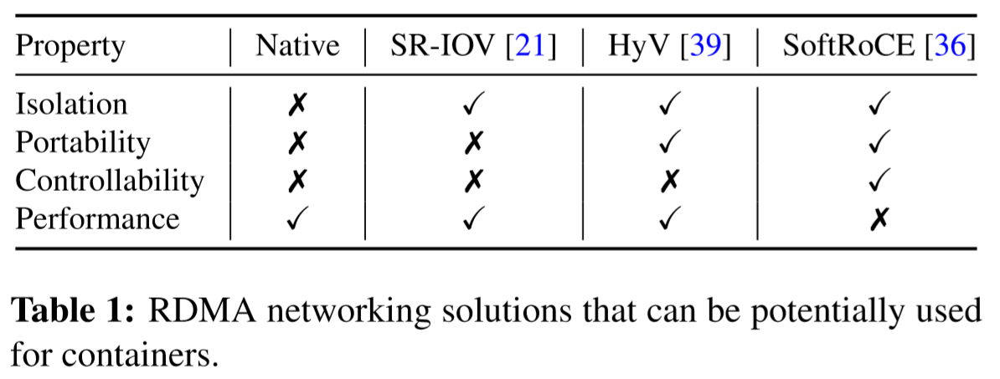 Property | Native | SR-IOV [21] | HyV [39] | SoftRoCE [36]
Isolation ✗ ✓ ✓ ✓
Portability ✗ ✗ ✓ ✓
Controllability ✗ ✗ ✗ ✓
Performance ✓ ✓ ✓ ✗
Table 1: RDMA networking solutions that can be potentially used
for containers.